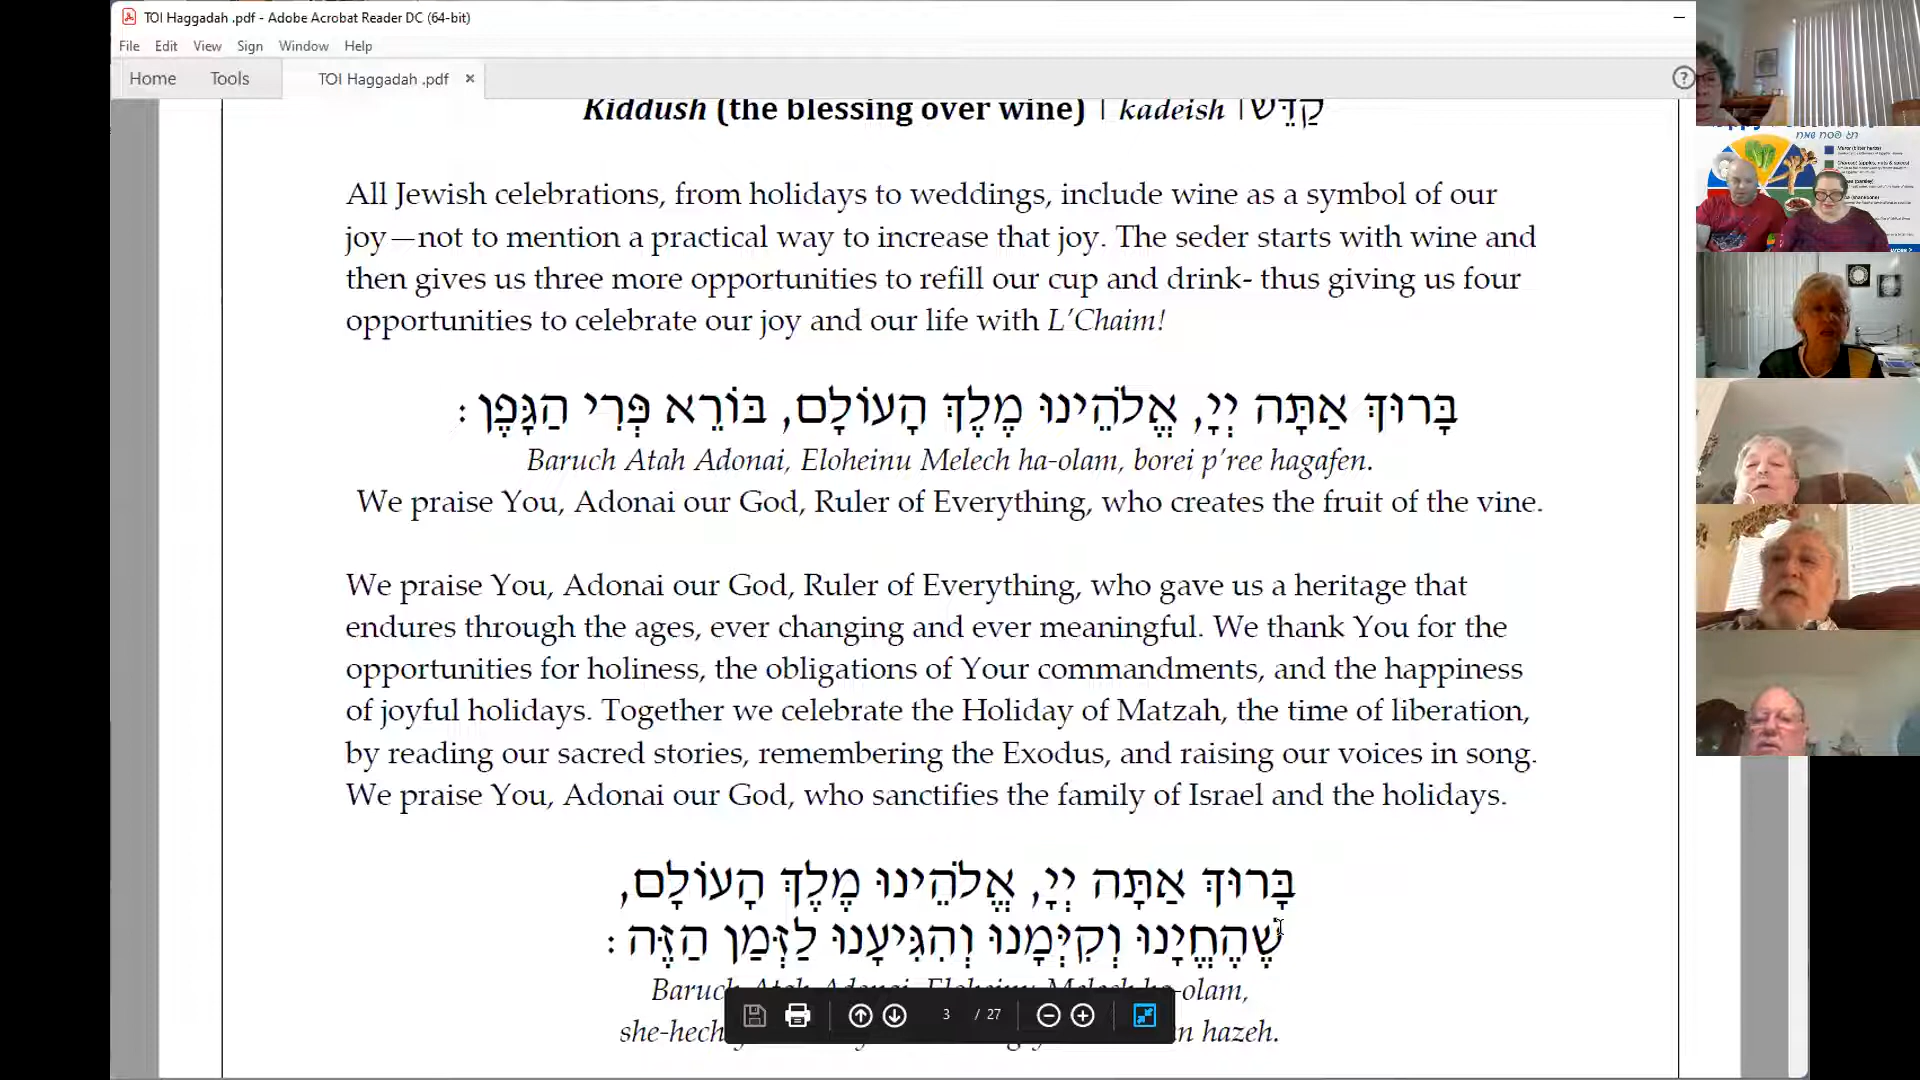 TOI Haggadah .pdf - Adobe Acrobat Reader DC (64-bit)
File Edit View Sign Window Help
Home Tools TOI Haggadah .pdf ×
Kiddush (the blessing over wine) | kadeish | קַדֵּשׁ
All Jewish celebrations, from holidays to weddings, include wine as a symbol of our
joy—not to mention a practical way to increase that joy. The seder starts with wine and
then gives us three more opportunities to refill our cup and drink- thus giving us four
opportunities to celebrate our joy and our life with L'Chaim!
בָּרוּךְ אַתָּה יְיָ, אֱלֹהֵינוּ מֶלֶךְ הָעוֹלָם, בּוֹרֵא פְּרִי הַגָּפֶן :
Baruch Atah Adonai, Eloheinu Melech ha-olam, borei p'ree hagafen.
We praise You, Adonai our God, Ruler of Everything, who creates the fruit of the vine.
We praise You, Adonai our God, Ruler of Everything, who gave us a heritage that
endures through the ages, ever changing and ever meaningful. We thank You for the
opportunities for holiness, the obligations of Your commandments, and the happiness
of joyful holidays. Together we celebrate the Holiday of Matzah, the time of liberation,
by reading our sacred stories, remembering the Exodus, and raising our voices in song.
We praise You, Adonai our God, who sanctifies the family of Israel and the holidays.
בָּרוּךְ אַתָּה יְיָ, אֱלֹהֵינוּ מֶלֶךְ הָעוֹלָם,
שֶׁהֶחֱיָנוּ וְקִיְּמָנוּ וְהִגִּיעָנוּ לַזְּמַן הַזֶּה :
Baruch Atah Adonai, Eloheinu Melech ha-olam,
hazeh.
3 / 27